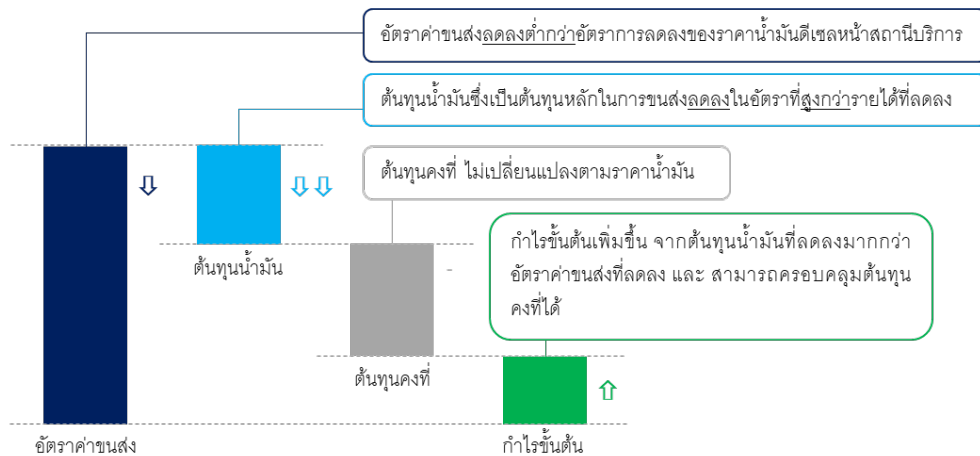 อัตราค่าขนส่งลดลงต่ำกว่าอัตราการลดลงของราคาน้ำมันดีเซลหน้าสถานีบริการ
ต้นทุนน้ำมันซึ่งเป็นต้นทุนหลักในการขนส่งลดลงในอัตราที่สูงกว่ารายได้ที่ลดลง
ต้นทุนคงที่ ไม่เปลี่ยนแปลงตามราคาน้ำมัน
กำไรขั้นต้นเพิ่มขึ้น จากต้นทุนน้ำมันที่ลดลงมากกว่า
อัตราค่าขนส่งที่ลดลง และ สามารถครอบคลุมต้นทุน
คงที่ได้
ต้นทุนน้ำมัน
-
ต้นทุนคงที่
อัตราค่าขนส่ง
กำไรขั้นต้น